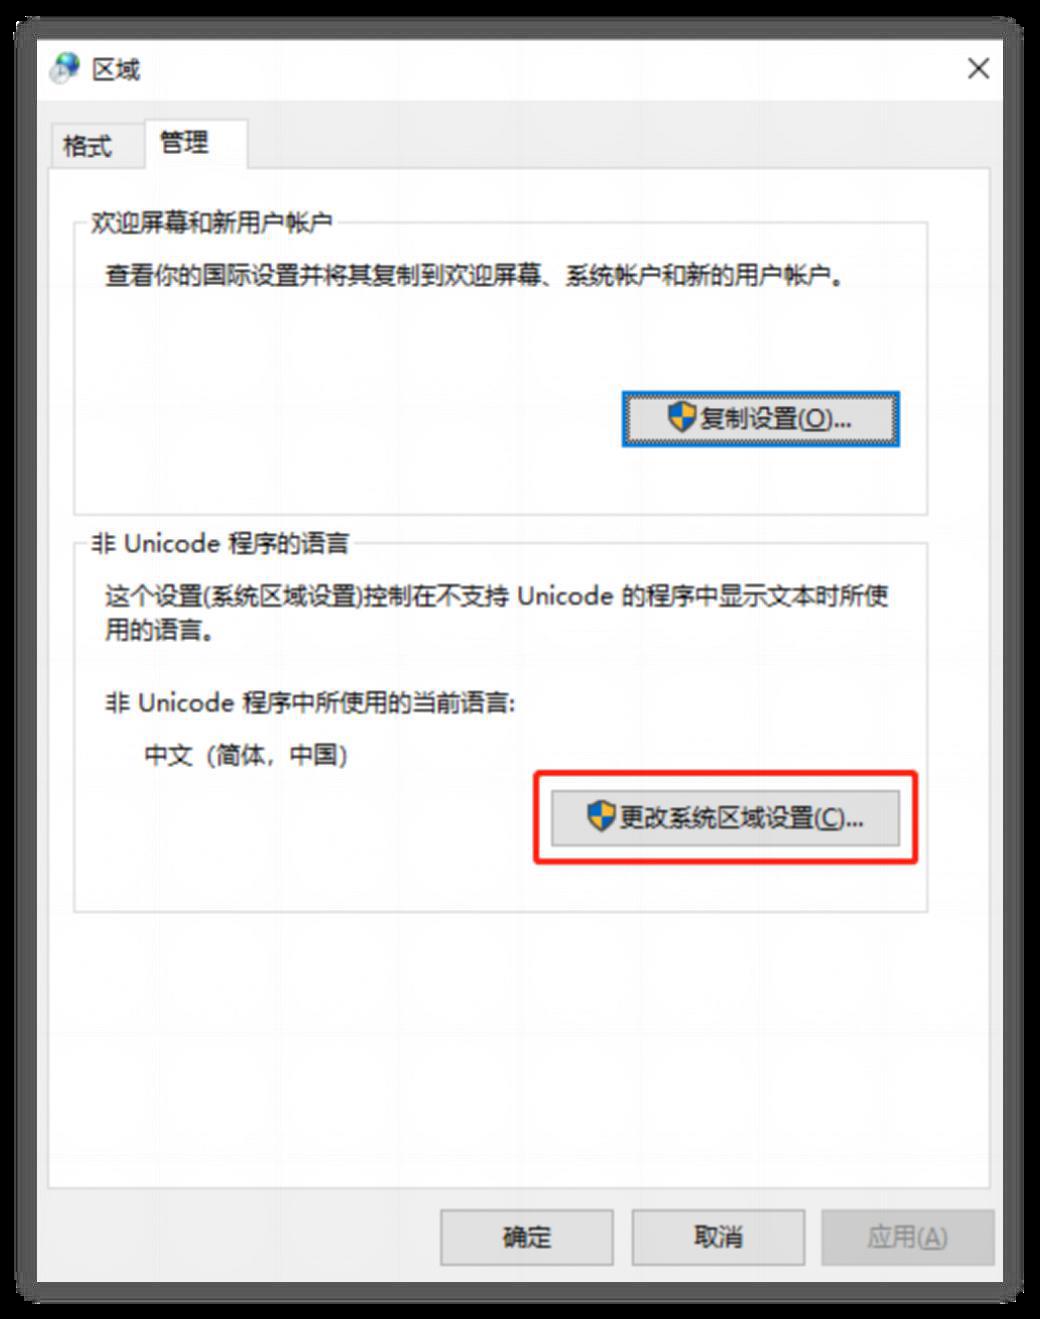 区域
格式
管理
欢迎屏幕和新用户帐户
查看你的国际设置并将其复制到欢迎屏幕、系统帐户和新的用户帐户。
复制设置(O)...
非 Unicode 程序的语言
这个设置(系统区域设置)控制在不支持 Unicode 的程序中显示文本时所使
用的语言。
非 Unicode 程序中所使用的当前语言:
中文（简体，中国）
更改系统区域设置(C)...
确定
取消
应用(A)